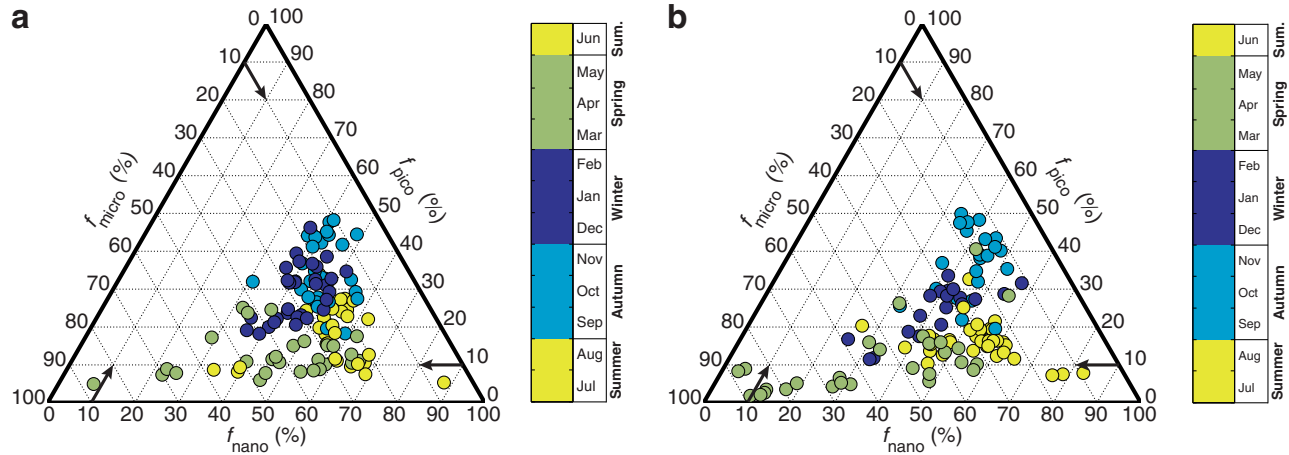 a
0 100
10 90
20 80
30 70
40 60
50 50
60 40
70 30
80 20
90 10
100 0
0 10 20 30 40 50 60 70 80 90 100
f micro (%)
f pico (%)
f nano (%)
Jun
May
Apr
Mar
Feb
Jan
Dec
Nov
Oct
Sep
Aug
Jul
Sum.
Spring
Winter
Autumn
Summer
b
0 100
10 90
20 80
30 70
40 60
50 50
60 40
70 30
80 20
90 10
100 0
0 10 20 30 40 50 60 70 80 90 100
f micro (%)
f pico (%)
f nano (%)
Jun
May
Apr
Mar
Feb
Jan
Dec
Nov
Oct
Sep
Aug
Jul
Sum.
Spring
Winter
Autumn
Summer